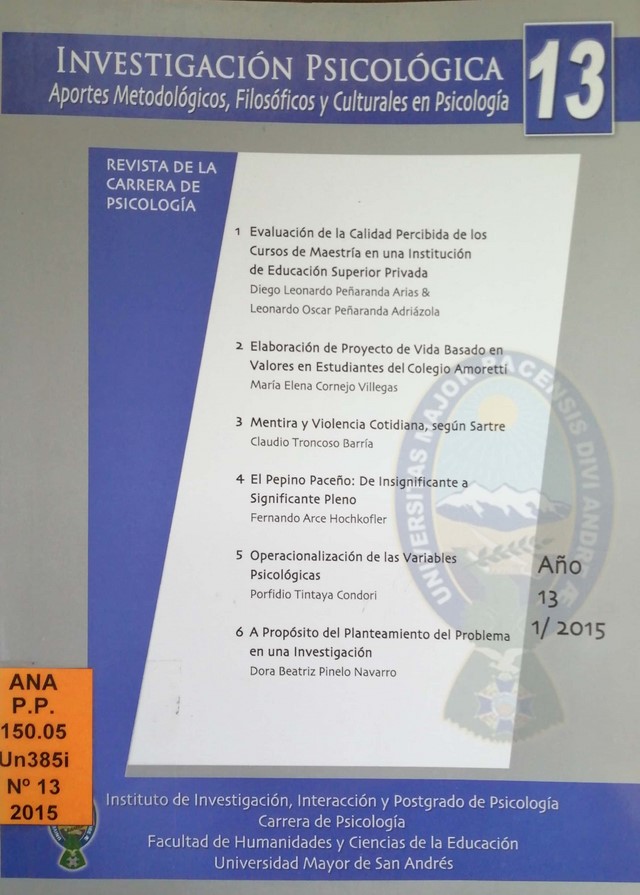 INVESTIGACIÓN PSICOLÓGICA
Aportes Metodológicos, Filosóficos y Culturales en Psicología
13
REVISTA DE LA
CARRERA DE
PSICOLOGÍA
1 Evaluación de la Calidad Percibida de los
Cursos de Maestría en una Institución
de Educación Superior Privada
Diego Leonardo Peñaranda Arias &
Leonardo Oscar Peñaranda Adriázola
2 Elaboración de Proyecto de Vida Basado en
Valores en Estudiantes del Colegio Amoretti
María Elena Cornejo Villegas
3 Mentira y Violencia Cotidiana, según Sartre
Claudio Troncoso Barría
4 El Pepino Paceño: De Insignificante a
Significante Pleno
Fernando Arce Hochkofler
5 Operacionalización de las Variables
Psicológicas
Porfidio Tintaya Condori
6 A Propósito del Planteamiento del Problema
en una Investigación
Dora Beatriz Pinelo Navarro
UNIVERSITAS MAJOR PACENSIS DIVI ANDREÆ
Año
13
1/ 2015
ANA
P.P.
150.05
Un385i
Nº 13
2015
Instituto de Investigación, Interacción y Postgrado de Psicología
Carrera de Psicología
Facultad de Humanidades y Ciencias de la Educación
Universidad Mayor de San Andrés